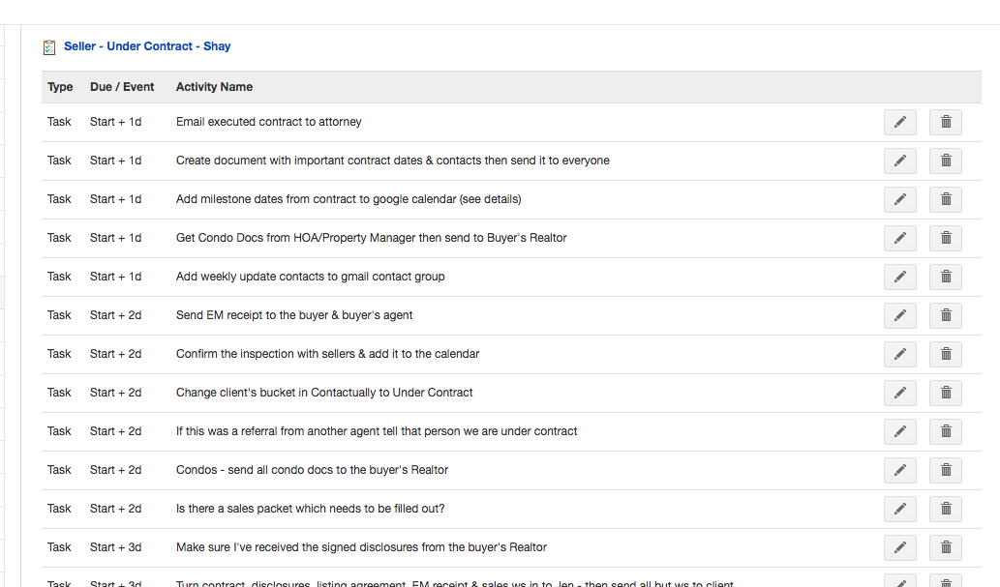 Seller - Under Contract - Shay
Type Due / Event Activity Name
Task Start + 1d Email executed contract to attorney
Task Start + 1d Create document with important contract dates & contacts then send it to everyone
Task Start + 1d Add milestone dates from contract to google calendar (see details)
Task Start + 1d Get Condo Docs from HOA/Property Manager then send to Buyer's Realtor
Task Start + 1d Add weekly update contacts to gmail contact group
Task Start + 2d Send EM receipt to the buyer & buyer's agent
Task Start + 2d Confirm the inspection with sellers & add it to the calendar
Task Start + 2d Change client's bucket in Contactually to Under Contract
Task Start + 2d If this was a referral from another agent tell that person we are under contract
Task Start + 2d Condos - send all condo docs to the buyer's Realtor
Task Start + 2d Is there a sales packet which needs to be filled out?
Task Start + 3d Make sure I've received the signed disclosures from the buyer's Realtor
Task Start + 3d Turn contract, disclosures, listing agreement, EM receipt & sales ws in to Jen - then send all but ws to client